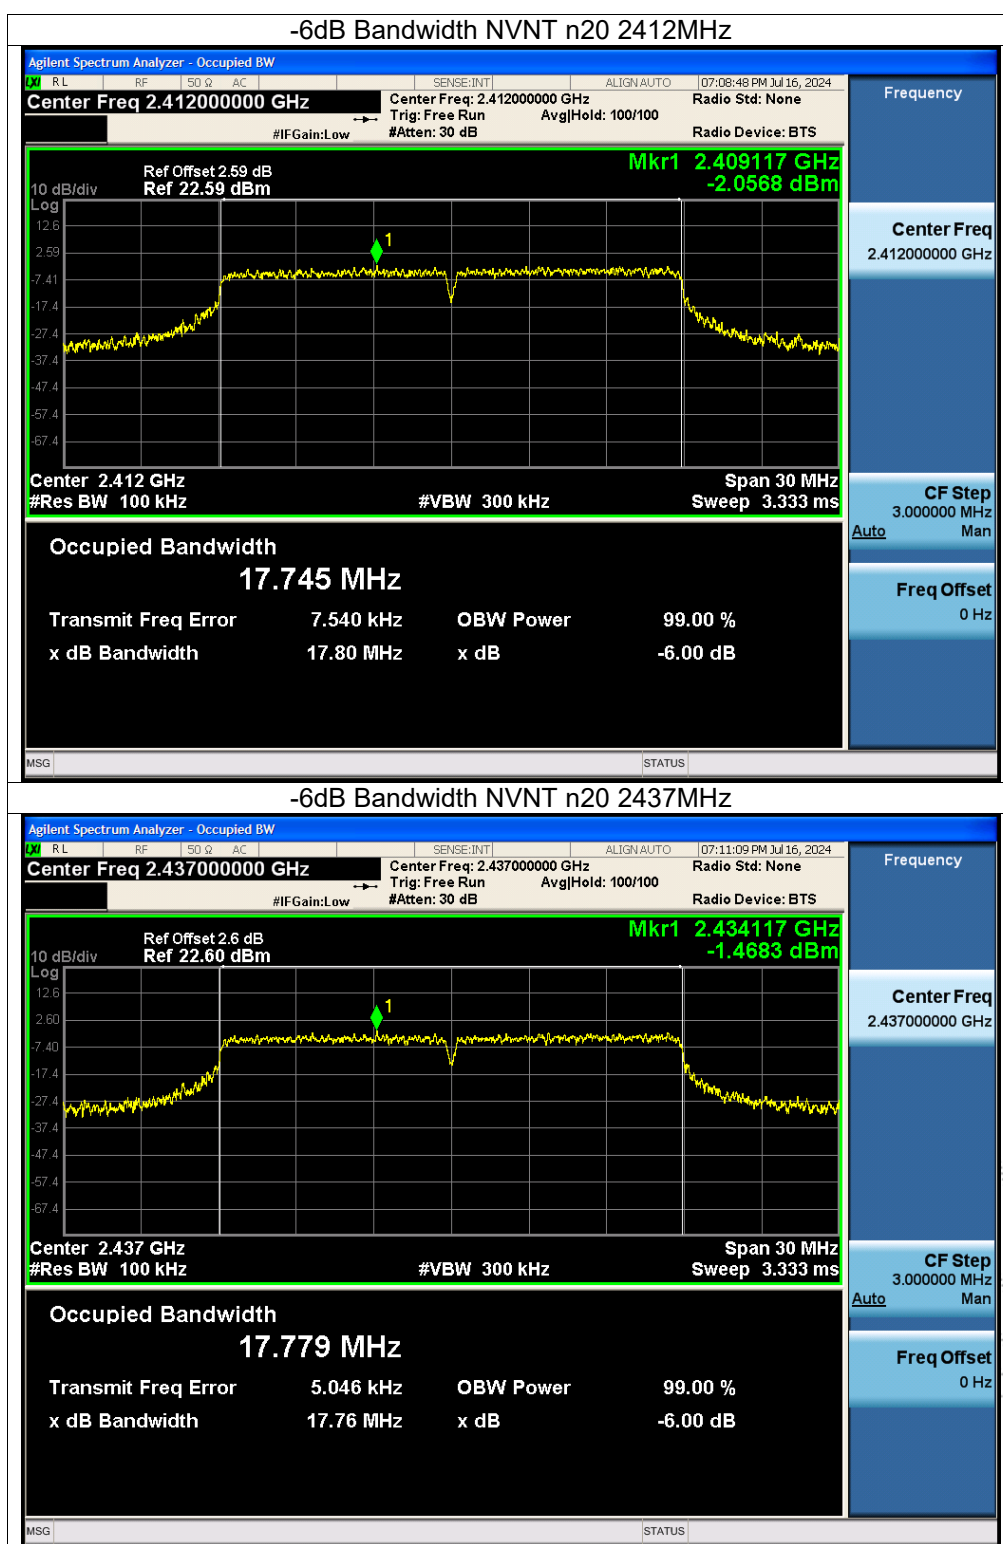 -6dB Bandwidth NVNT n20 2412MHz
Agilent Spectrum Analyzer - Occupied BW
LXI RL RF 50 Ω AC SENSE:INT ALIGN AUTO 07:08:48 PM Jul 16, 2024
Center Freq 2.412000000 GHz Center Freq: 2.412000000 GHz Radio Std: None Frequency
Trig: Free Run Avg|Hold: 100/100
#IFGain:Low #Atten: 30 dB Radio Device: BTS
Mkr1 2.409117 GHz
Ref Offset 2.59 dB
10 dB/div Ref 22.59 dBm -2.0568 dBm
Log
12.6
2.59
-7.41
-17.4
-27.4
-37.4
-47.4
-57.4
-67.4
1
Center Freq
2.412000000 GHz
Center 2.412 GHz Span 30 MHz
#Res BW 100 kHz #VBW 300 kHz Sweep 3.333 ms
CF Step
3.000000 MHz
Auto Man
Occupied Bandwidth
17.745 MHz
Freq Offset
0 Hz
Transmit Freq Error 7.540 kHz OBW Power 99.00 %
x dB Bandwidth 17.80 MHz x dB -6.00 dB
MSG STATUS
-6dB Bandwidth NVNT n20 2437MHz
Agilent Spectrum Analyzer - Occupied BW
LXI RL RF 50 Ω AC SENSE:INT ALIGN AUTO 07:11:09 PM Jul 16, 2024
Center Freq 2.437000000 GHz Center Freq: 2.437000000 GHz Radio Std: None Frequency
Trig: Free Run Avg|Hold: 100/100
#IFGain:Low #Atten: 30 dB Radio Device: BTS
Mkr1 2.434117 GHz
Ref Offset 2.6 dB
10 dB/div Ref 22.60 dBm -1.4683 dBm
Log
12.6
2.60
-7.40
-17.4
-27.4
-37.4
-47.4
-57.4
-67.4
1
Center Freq
2.437000000 GHz
Center 2.437 GHz Span 30 MHz
#Res BW 100 kHz #VBW 300 kHz Sweep 3.333 ms
CF Step
3.000000 MHz
Auto Man
Occupied Bandwidth
17.779 MHz
Freq Offset
0 Hz
Transmit Freq Error 5.046 kHz OBW Power 99.00 %
x dB Bandwidth 17.76 MHz x dB -6.00 dB
MSG STATUS